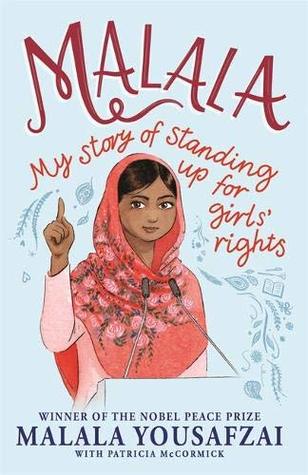 MALALA
My story of standing
up for
girls'
rights
WINNER OF THE NOBEL PEACE PRIZE
MALALA YOUSAFZAI
WITH PATRICIA McCORMICK